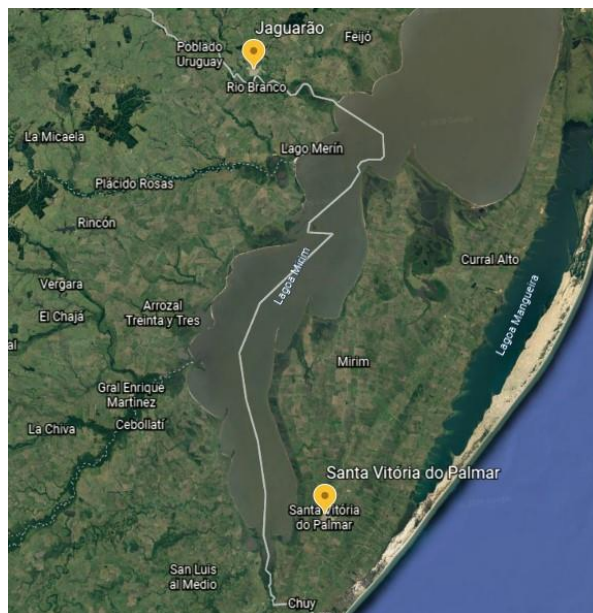 Jaguarão
Feijó
Poblado
Uruguay
Rio Branco
La Micaela
Lago Merín
Plácido Rosas
Rincón
Curral Alto
Vergara
Lagoa Mirim
Lagoa Mangueira
Arrozal
Treinta y Tres
El Chajá
al
Mirim
Gral Enrique
Martínez
La Chiva
Cebollatí
Santa Vitória do Palmar
Santa Vitória
do Palmar
San Luis
al Medio
Chuy